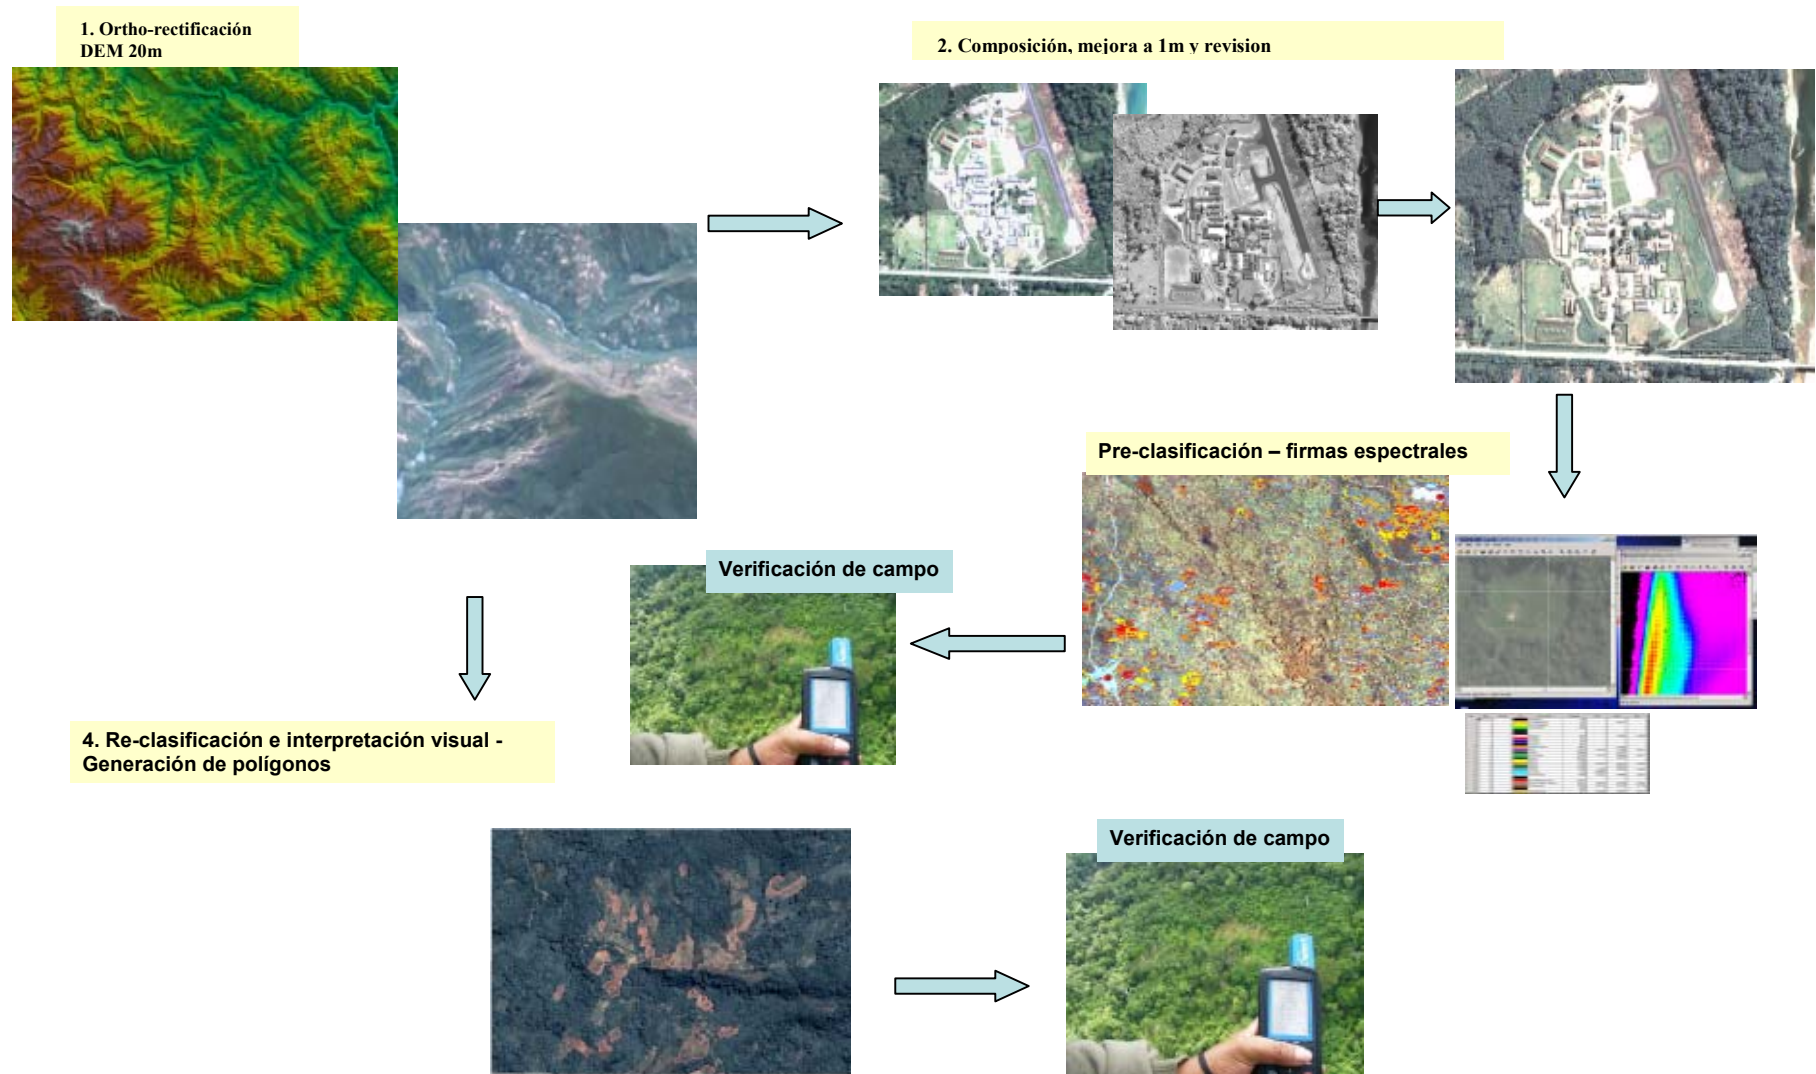 1. Ortho-rectificación
DEM 20m
2. Composición, mejora a 1m y revision
Pre-clasificación – firmas espectrales
Verificación de campo
4. Re-clasificación e interpretación visual -
Generación de polígonos
Verificación de campo